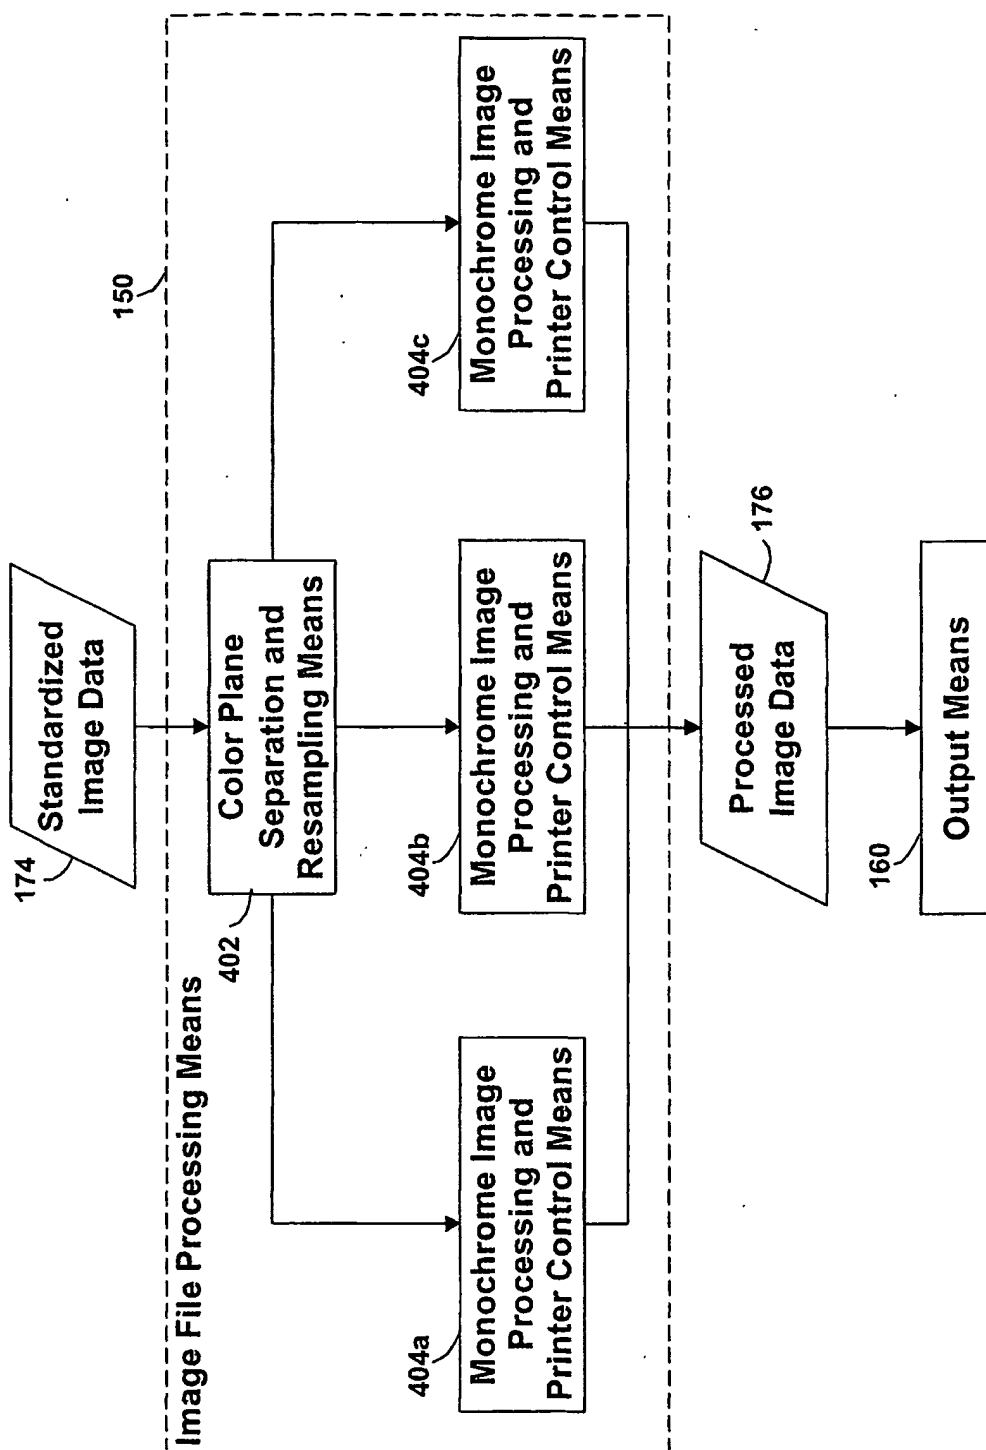 174
Standardized
Image Data
150
Image File Processing Means
402
Color Plane
Separation and
Resampling Means
404a
Monochrome Image
Processing and
Printer Control Means
404b
Monochrome Image
Processing and
Printer Control Means
404c
Monochrome Image
Processing and
Printer Control Means
176
Processed
Image Data
160
Output Means